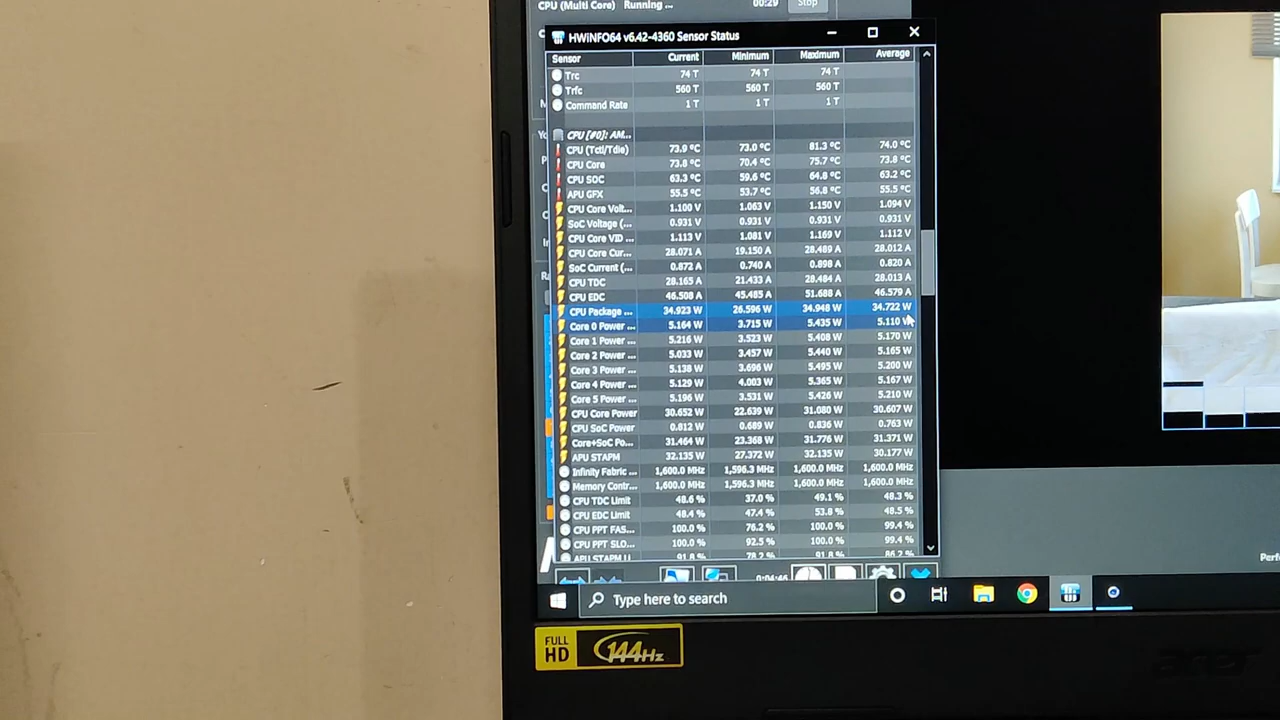 CPU (Multi Core) Running ... 00:29 Stop
HWiNFO64 v6.42-4360 Sensor Status
Sensor Current Minimum Maximum Average
Trc 74 T 74 T 74 T
Trfc 560 T 560 T 560 T
Command Rate 1 T 1 T 1 T
CPU [#0]: AM...
CPU (Tctl/Tdie) 73.9 °C 73.0 °C 81.3 °C 74.0 °C
CPU Core 73.8 °C 70.4 °C 75.7 °C 73.8 °C
CPU SOC 63.3 °C 59.6 °C 64.8 °C 63.2 °C
APU GFX 55.5 °C 53.7 °C 56.8 °C 55.5 °C
CPU Core Volt... 1.100 V 1.063 V 1.150 V 1.094 V
SoC Voltage (... 0.931 V 0.931 V 0.931 V 0.931 V
CPU Core VID ... 1.113 V 1.081 V 1.169 V 1.112 V
CPU Core Cur... 28.071 A 19.150 A 28.489 A 28.012 A
SoC Current (... 0.872 A 0.740 A 0.898 A 0.820 A
CPU TDC 28.165 A 21.433 A 28.484 A 28.013 A
CPU EDC 46.508 A 45.485 A 51.688 A 46.579 A
CPU Package ... 34.923 W 26.596 W 34.948 W 34.722 W
Core 0 Power ... 5.164 W 3.715 W 5.435 W 5.110 W
Core 1 Power ... 5.216 W 3.523 W 5.408 W 5.170 W
Core 2 Power ... 5.033 W 3.457 W 5.440 W 5.165 W
Core 3 Power ... 5.138 W 3.696 W 5.495 W 5.200 W
Core 4 Power ... 5.129 W 4.003 W 5.365 W 5.167 W
Core 5 Power ... 5.196 W 3.531 W 5.426 W 5.210 W
CPU Core Power 30.652 W 22.639 W 31.080 W 30.607 W
CPU SoC Power 0.812 W 0.689 W 0.836 W 0.763 W
Core+SoC Po... 31.464 W 23.368 W 31.776 W 31.371 W
APU STAPM 32.135 W 27.372 W 32.135 W 30.177 W
Infinity Fabric ... 1,600.0 MHz 1,596.3 MHz 1,600.0 MHz 1,600.0 MHz
Memory Contr... 1,600.0 MHz 1,596.3 MHz 1,600.0 MHz 1,600.0 MHz
CPU TDC Limit 48.6 % 37.0 % 49.1 % 48.3 %
CPU EDC Limit 48.4 % 47.4 % 53.8 % 48.5 %
CPU PPT FAS... 100.0 % 76.2 % 100.0 % 99.4 %
CPU PPT SLO... 100.0 % 92.5 % 100.0 % 99.4 %
APU STAPM Li 91.8 % 78.2 % 91.8 % 86.2 %
0:04:46
Type here to search
FULL HD 144Hz
acer